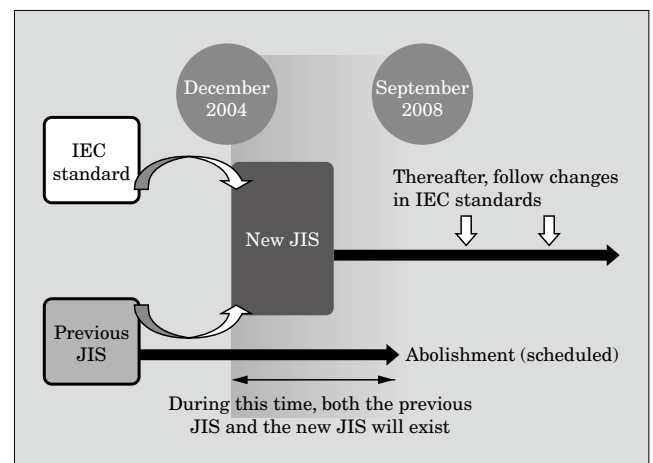 December
2004
September
2008
IEC
standard
Thereafter, follow changes
in IEC standards
New JIS
Previous
JIS
Abolishment (scheduled)
During this time, both the previous
JIS and the new JIS will exist